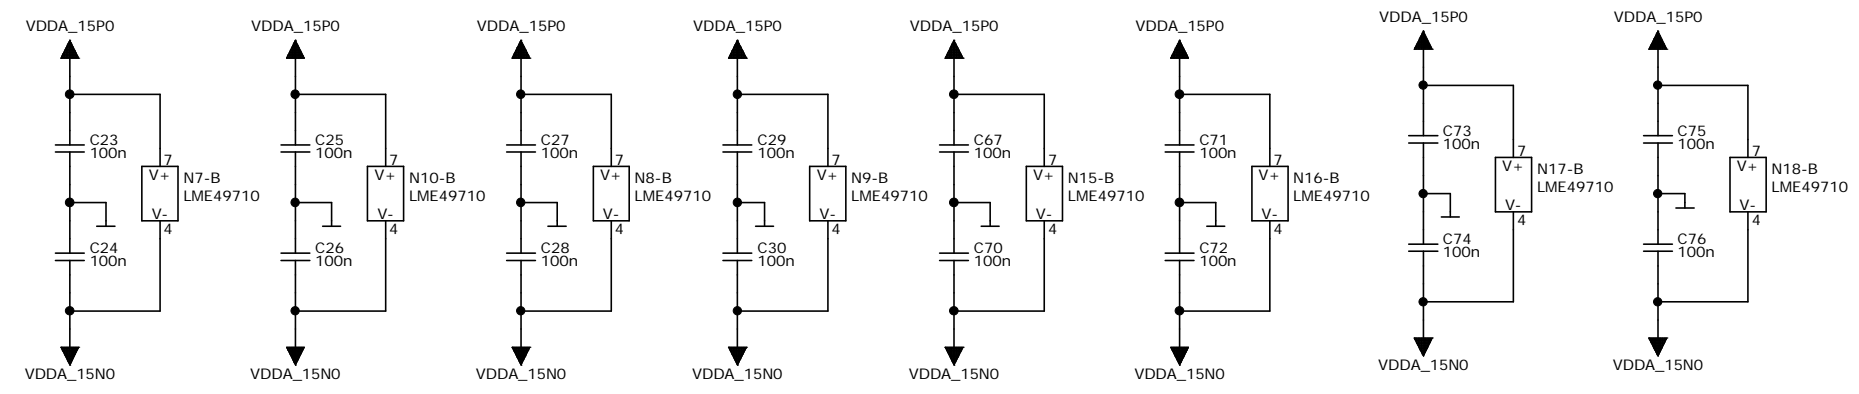 VDDA_15P0
C23
100n
7
V+
N7-B
LME49710
V-
4
C24
100n
VDDA_15N0
VDDA_15P0
C25
100n
7
V+
N10-B
LME49710
V-
4
C26
100n
VDDA_15N0
VDDA_15P0
C27
100n
7
V+
N8-B
LME49710
V-
4
C28
100n
VDDA_15N0
VDDA_15P0
C29
100n
7
V+
N9-B
LME49710
V-
4
C30
100n
VDDA_15N0
VDDA_15P0
C67
100n
7
V+
N15-B
LME49710
V-
4
C70
100n
VDDA_15N0
VDDA_15P0
C71
100n
7
V+
N16-B
LME49710
V-
4
C72
100n
VDDA_15N0
VDDA_15P0
C73
100n
7
V+
N17-B
LME49710
V-
4
C74
100n
VDDA_15N0
VDDA_15P0
C75
100n
7
V+
N18-B
LME49710
V-
4
C76
100n
VDDA_15N0